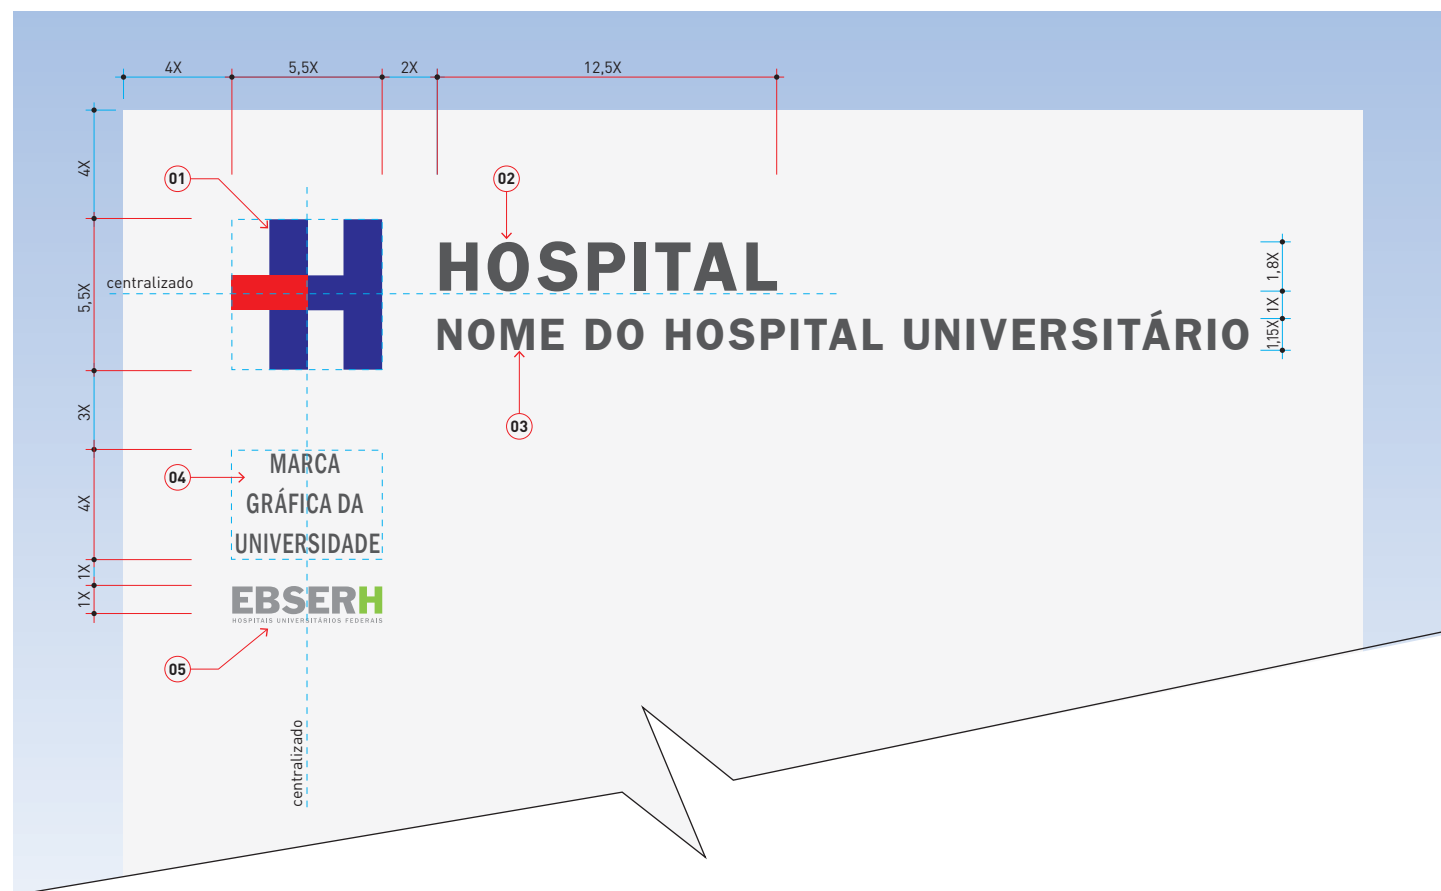 4X
5,5X
2X
12,5X
4X
01
02
HOSPITAL
1,8X
centralizado
5,5X
1X
NOME DO HOSPITAL UNIVERSITÁRIO
1,15X
3X
03
MARCA
04
GRÁFICA DA
4X
UNIVERSIDADE
1X
1X
EBSERH
HOSPITAIS UNIVERSITÁRIOS FEDERAIS
05
centralizado